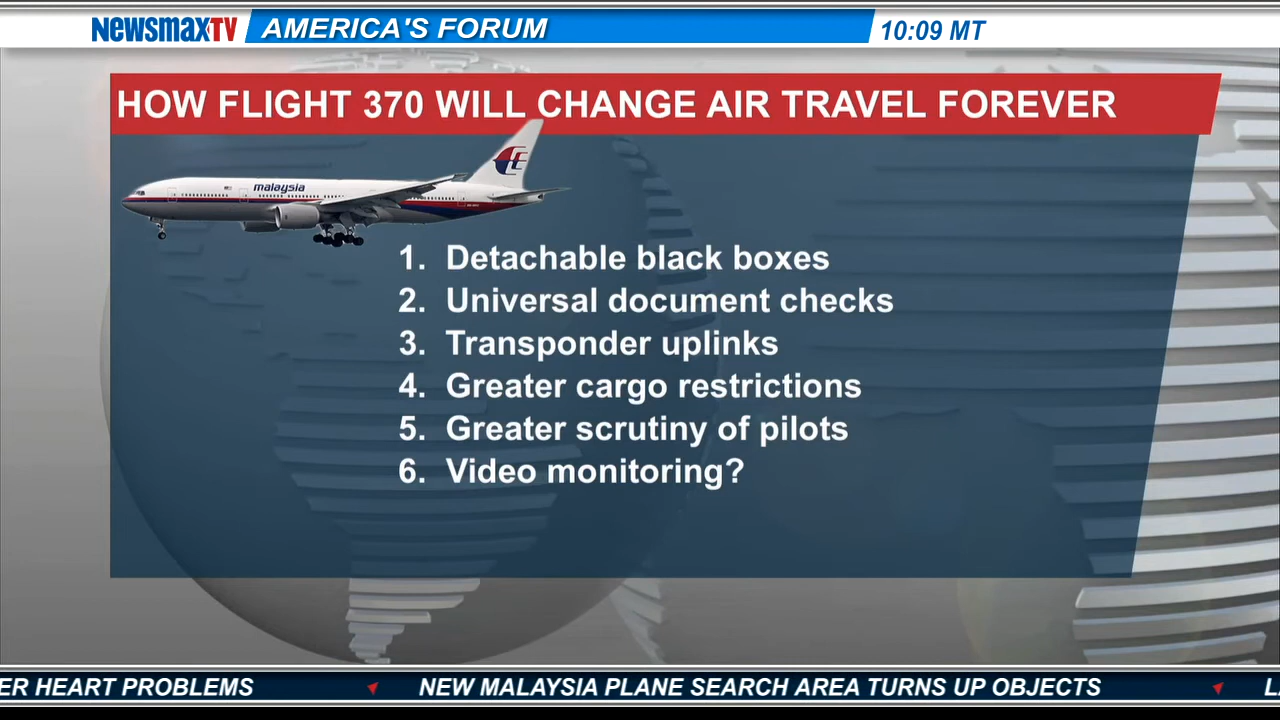 NEWSMAXTV AMERICA'S FORUM 10:09 MT
HOW FLIGHT 370 WILL CHANGE AIR TRAVEL FOREVER
malaysia
1. Detachable black boxes
2. Universal document checks
3. Transponder uplinks
4. Greater cargo restrictions
5. Greater scrutiny of pilots
6. Video monitoring?
ER HEART PROBLEMS NEW MALAYSIA PLANE SEARCH AREA TURNS UP OBJECTS